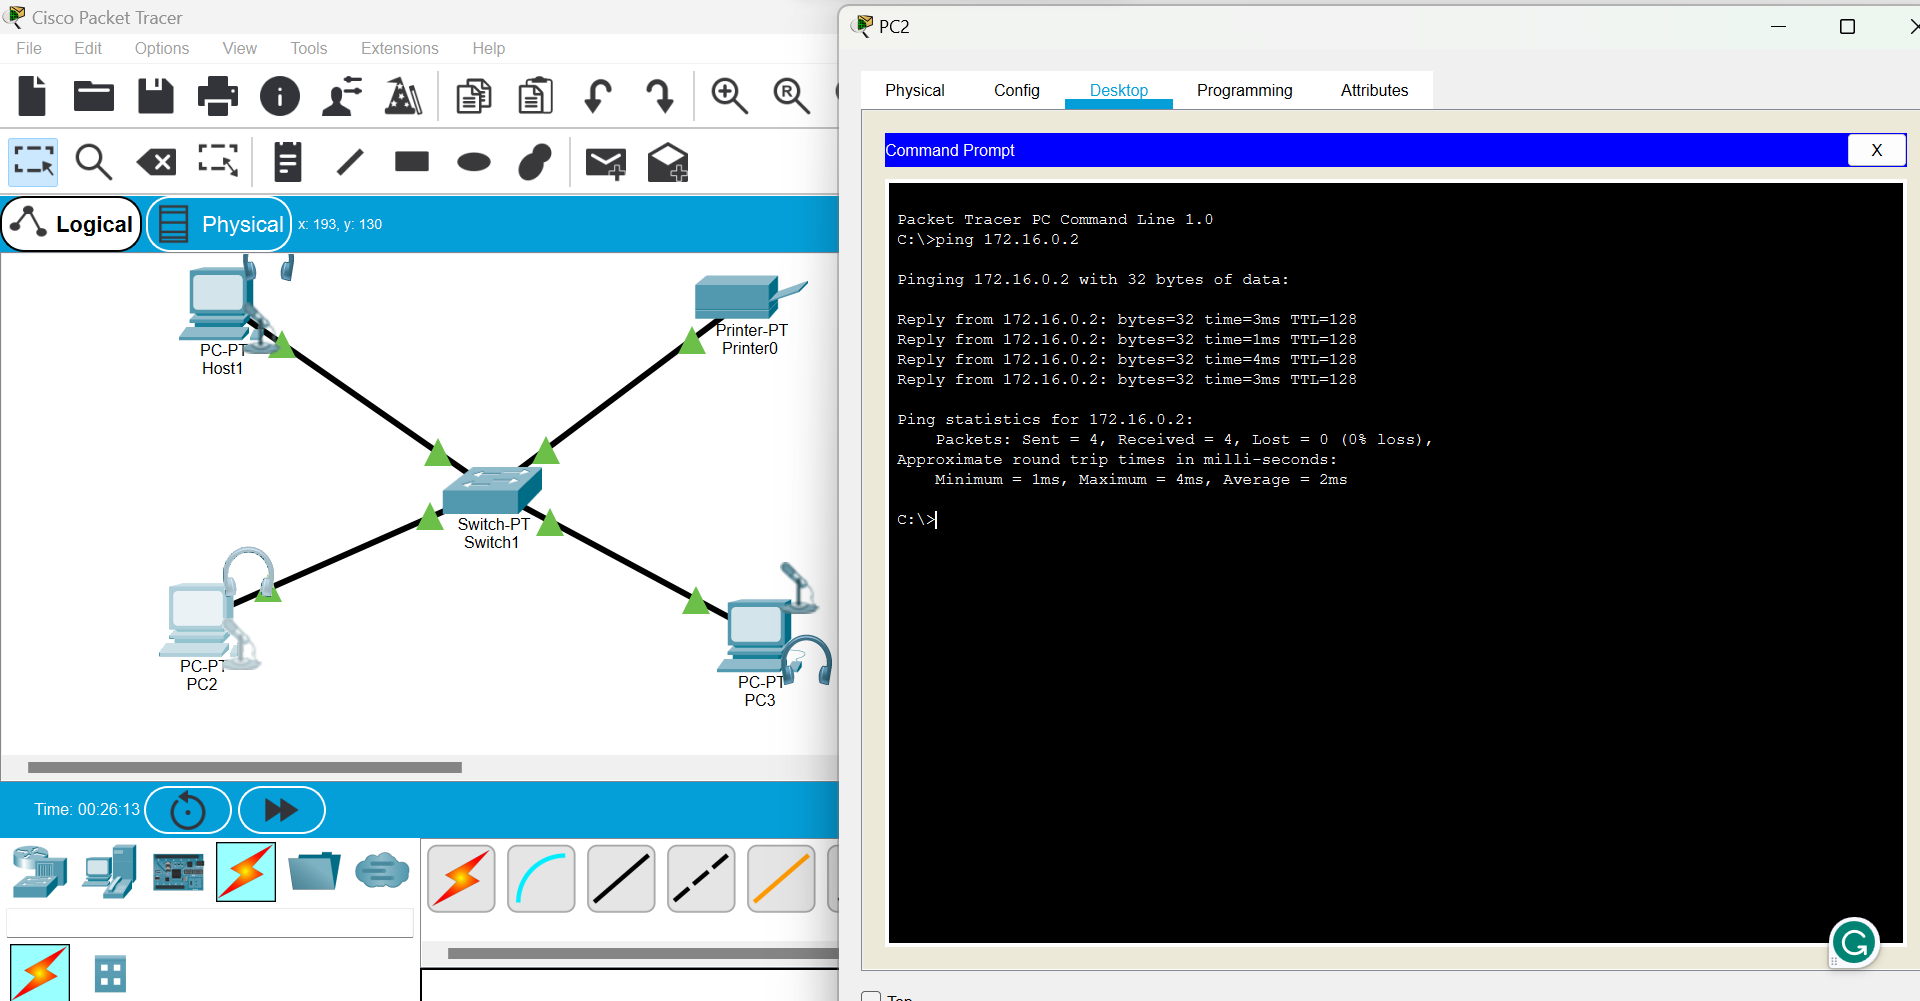 Cisco Packet Tracer
File Edit Options View Tools Extensions Help
Logical Physical x: 193, y: 130
PC-PT
Host1
Printer-PT
Printer0
Switch-PT
Switch1
PC-PT
PC2
PC-PT
PC3
Time: 00:26:13
PC2
Physical Config Desktop Programming Attributes
Command Prompt X
Packet Tracer PC Command Line 1.0
C:\>ping 172.16.0.2
Pinging 172.16.0.2 with 32 bytes of data:
Reply from 172.16.0.2: bytes=32 time=3ms TTL=128
Reply from 172.16.0.2: bytes=32 time=1ms TTL=128
Reply from 172.16.0.2: bytes=32 time=4ms TTL=128
Reply from 172.16.0.2: bytes=32 time=3ms TTL=128
Ping statistics for 172.16.0.2:
Packets: Sent = 4, Received = 4, Lost = 0 (0% loss),
Approximate round trip times in milli-seconds:
Minimum = 1ms, Maximum = 4ms, Average = 2ms
C:\>
Top